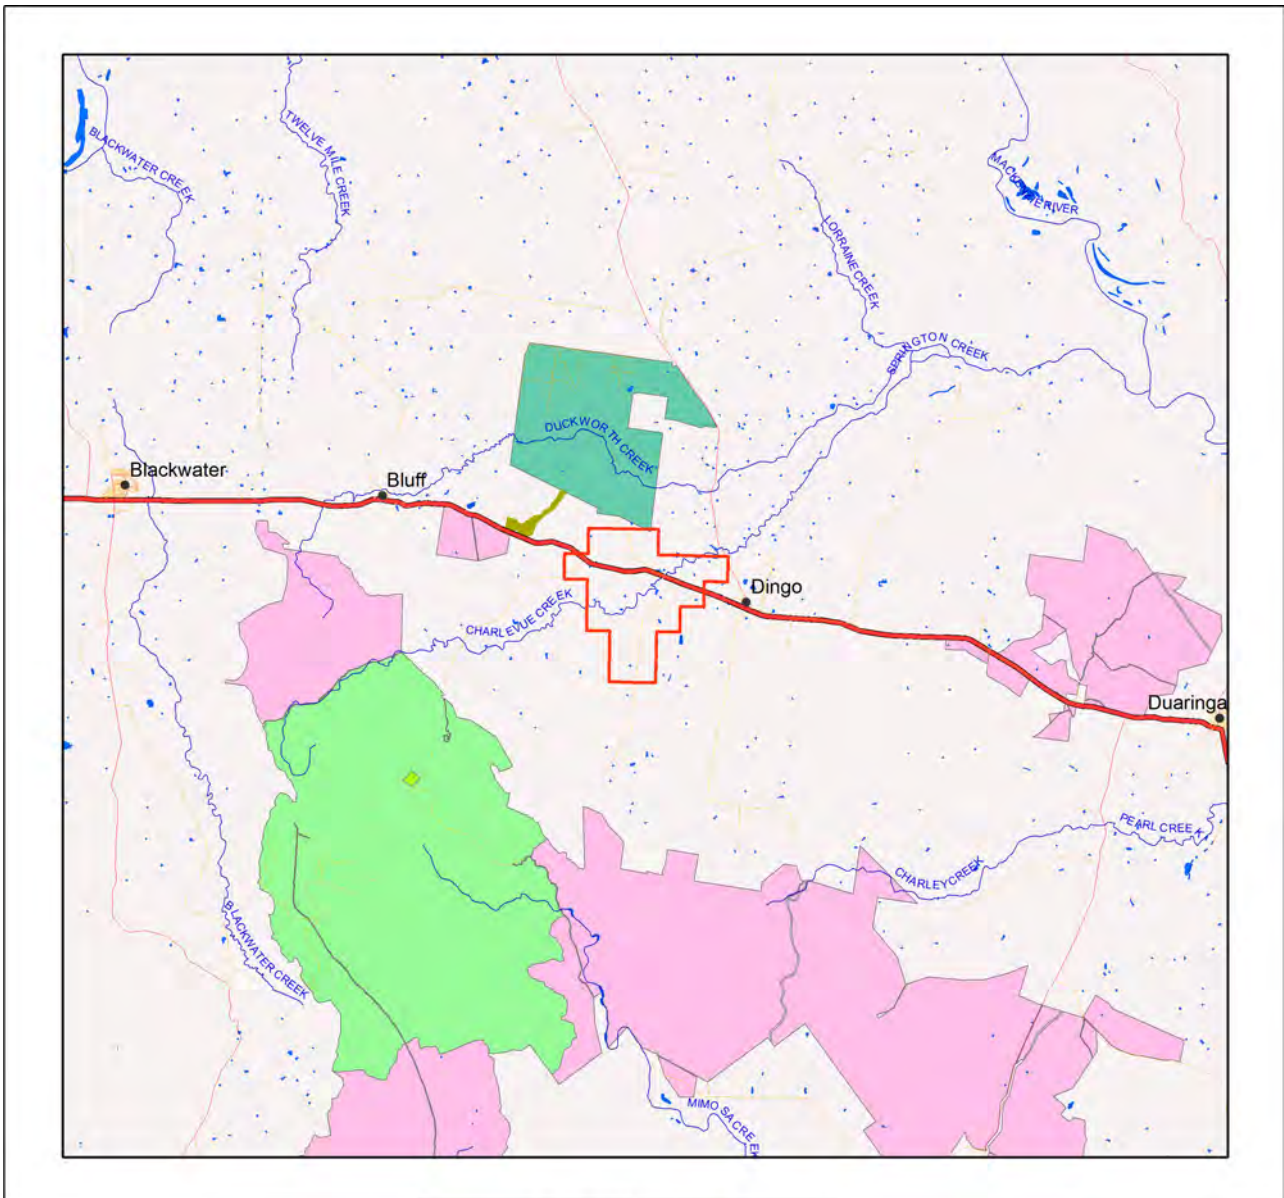 BLACKWATER CREEK
TWELVE MILE CREEK
MACKENZIE RIVER
LORRAINE CREEK
SPRINGTON CREEK
DUCKWORTH CREEK
Blackwater
Bluff
Dingo
CHARLEVUE CREEK
Duaringa
PEARL CREEK
CHARLEY CREEK
BLACKWATER CREEK
MIMOSA CREEK